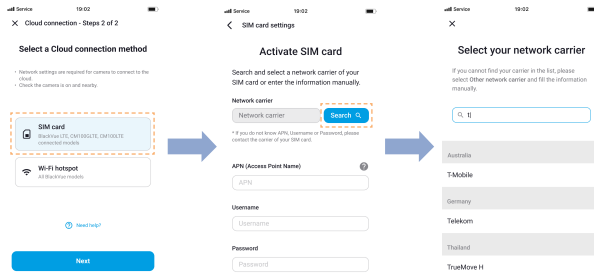 Service 19:02
Cloud connection - Steps 2 of 2
Select a Cloud connection method
Network settings are required for camera to connect to the
cloud.
Check the camera is on and nearby.
SIM card
BlackVue LTE, CM100GLTE, CM100LTE
connected models
Wi-Fi hotspot
All BlackVue models
Need help?
Next
Service 19:02
SIM card settings
Activate SIM card
Search and select a network carrier of your
SIM card or enter the information manually.
Network carrier
Network carrier
Search
* If you do not know APN, Username or Password, please
contact the carrier of your SIM card.
APN (Access Point Name)
APN
Username
Username
Password
Password
Service 19:02
Select your network carrier
If you cannot find your carrier in the list, please
select Other network carrier and fill the information
manually.
Australia
T-Mobile
Germany
Telekom
Thailand
TrueMove H